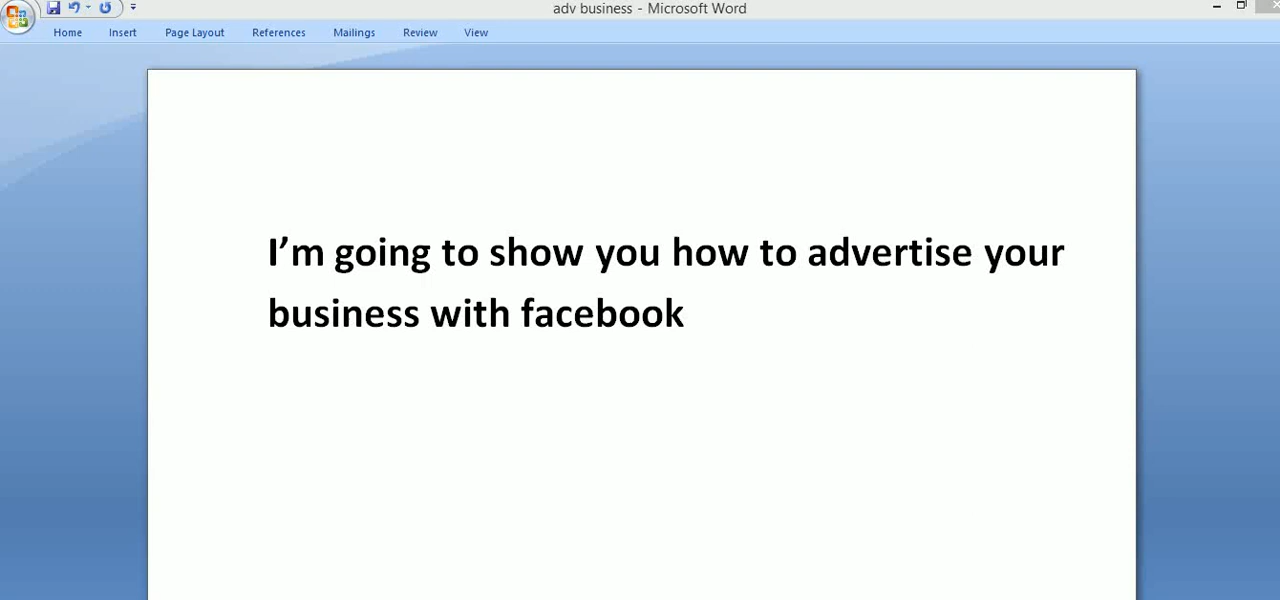 adv business - Microsoft Word
Home Insert Page Layout References Mailings Review View
I’m going to show you how to advertise your
business with facebook